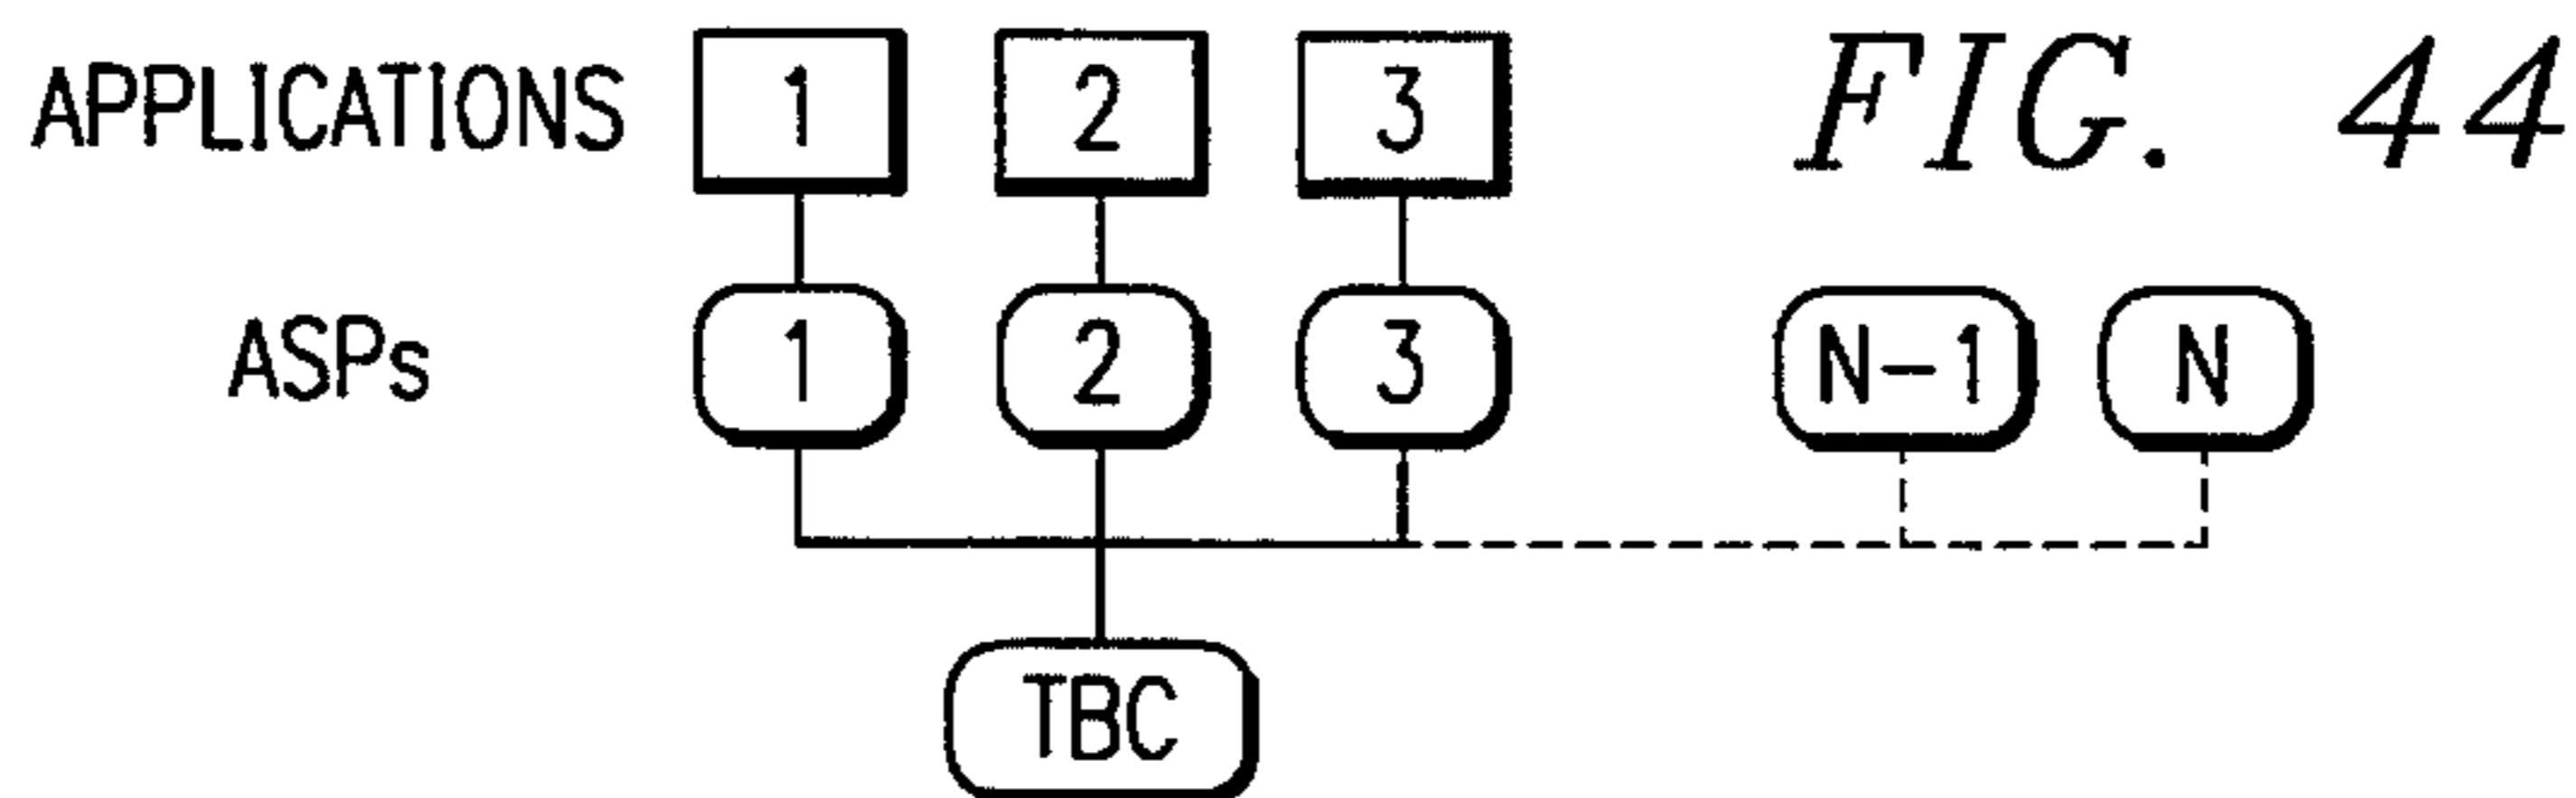 APPLICATIONS 1 2 3 FIG. 44
ASPs 1 2 3 N-1 N
TBC